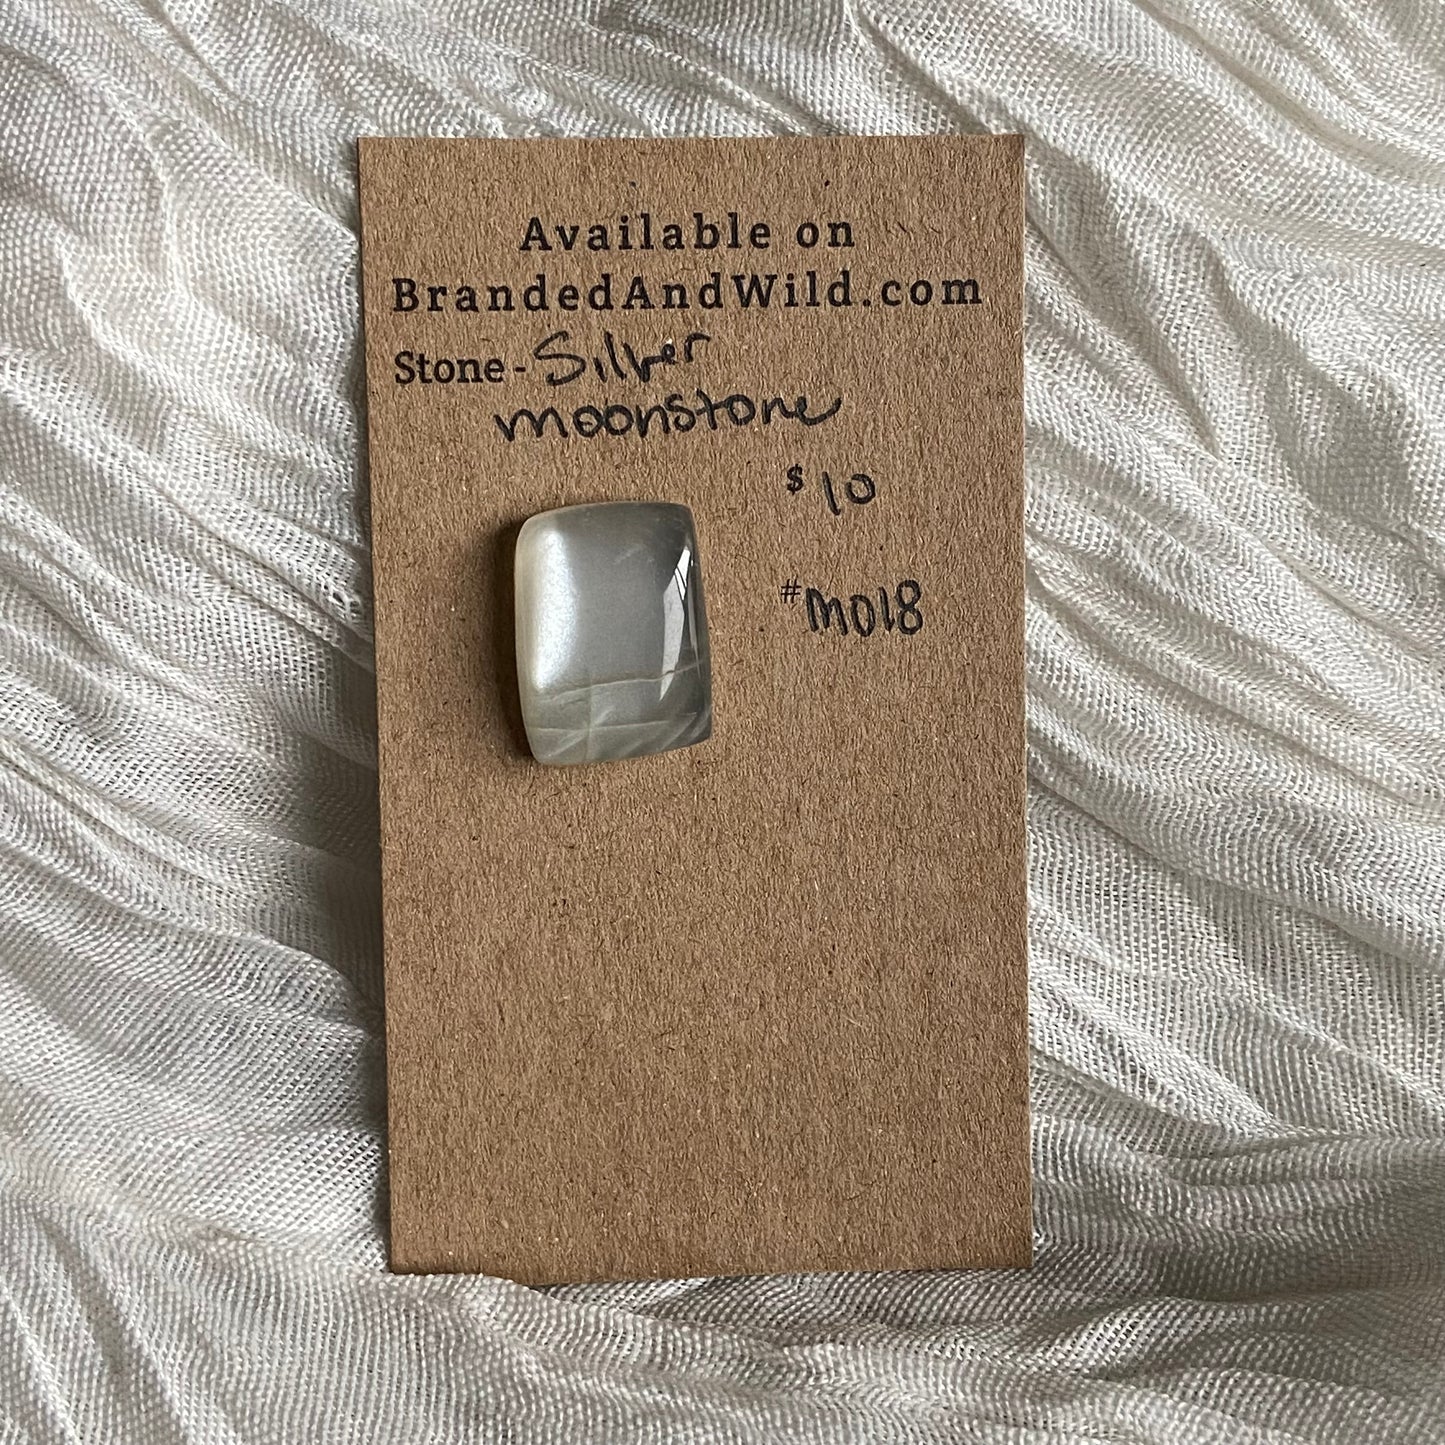 Available on
BrandedAndWild.com
Stone - Silver
moonstone
$10
#M018